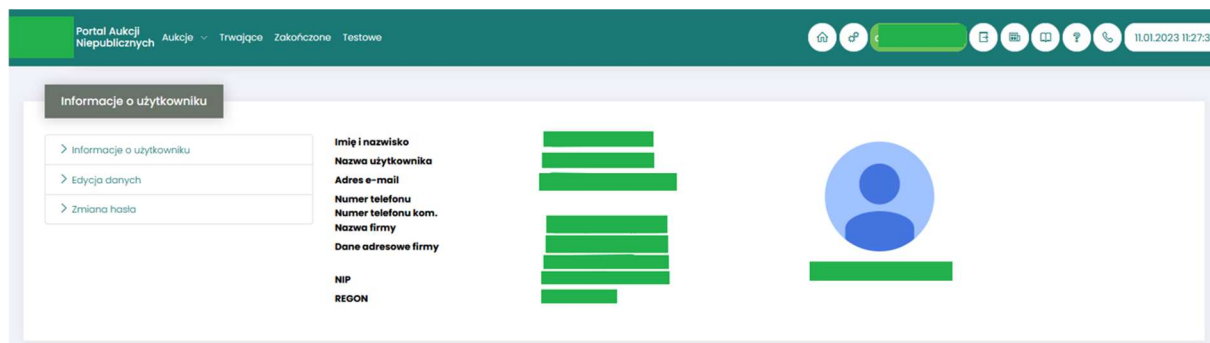 Portal Aukcji
Niepublicznych
Aukcje Trwające Zakończone Testowe
11.01.2023 11:27:3
Informacje o użytkowniku
Informacje o użytkowniku
Edycja danych
Zmiana hasła
Imię i nazwisko
Nazwa użytkownika
Adres e-mail
Numer telefonu
Numer telefonu kom.
Nazwa firmy
Dane adresowe firmy
NIP
REGON